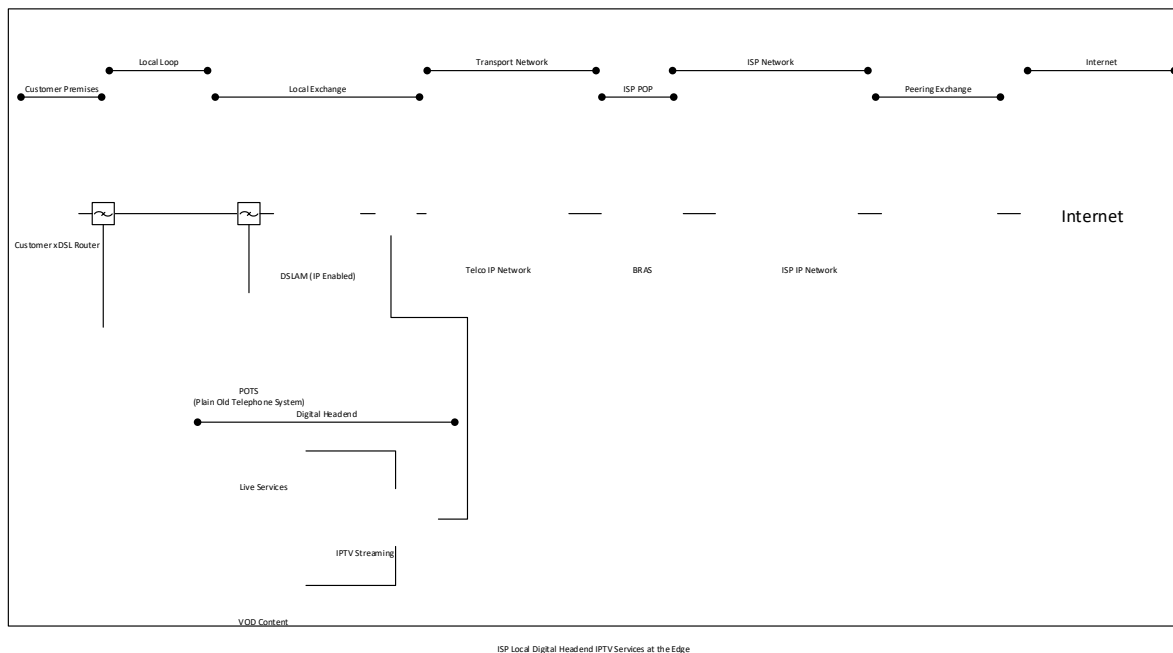 Local Loop
Transport Network
ISP Network
Internet
Customer Premises
Local Exchange
ISP POP
Peering Exchange
Internet
Customer xDSL Router
DSLAM (IP Enabled)
Telco IP Network
BRAS
ISP IP Network
POTS
(Plain Old Telephone System)
Digital Headend
Live Services
IPTV Streaming
VOD Content
ISP Local Digital Headend IPTV Services at the Edge